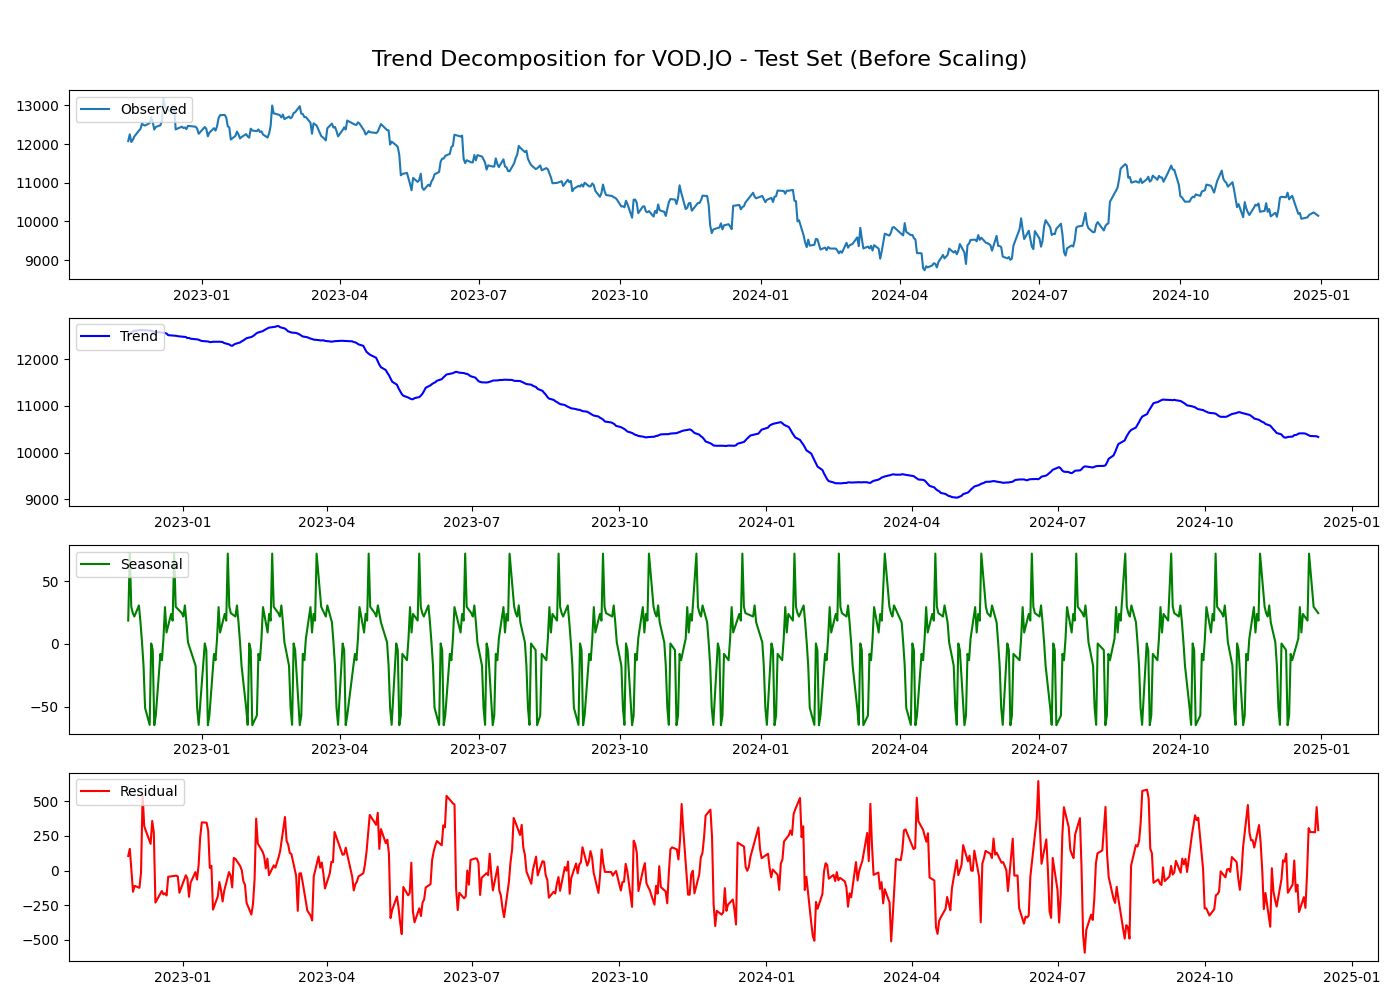 Trend Decomposition for VOD.JO - Test Set (Before Scaling)
Observed
13000
12000
11000
10000
9000
2023-01 2023-04 2023-07 2023-10 2024-01 2024-04 2024-07 2024-10 2025-01
Trend
12000
11000
10000
9000
2023-01 2023-04 2023-07 2023-10 2024-01 2024-04 2024-07 2024-10 2025-01
Seasonal
50
0
−50
2023-01 2023-04 2023-07 2023-10 2024-01 2024-04 2024-07 2024-10 2025-01
Residual
500
250
0
−250
−500
2023-01 2023-04 2023-07 2023-10 2024-01 2024-04 2024-07 2024-10 2025-01